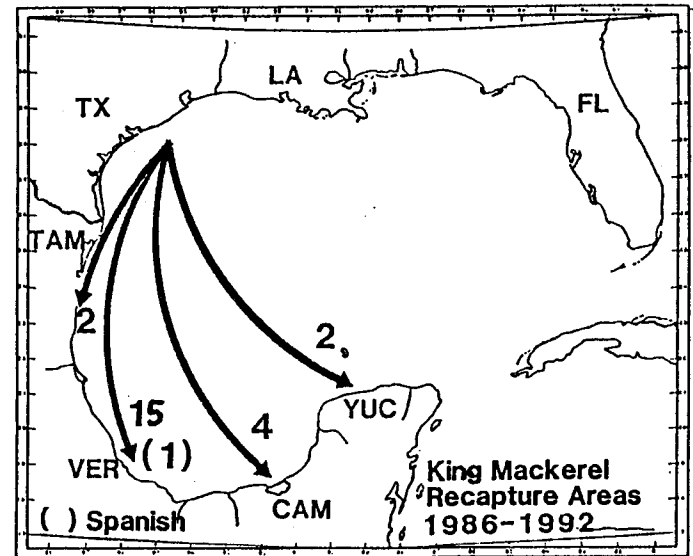 LA
TX
FL
TAM
2
2,
15
4
YUC
VER
(1)
King Mackerel
Recapture Areas
CAM
( ) Spanish
1986-1992